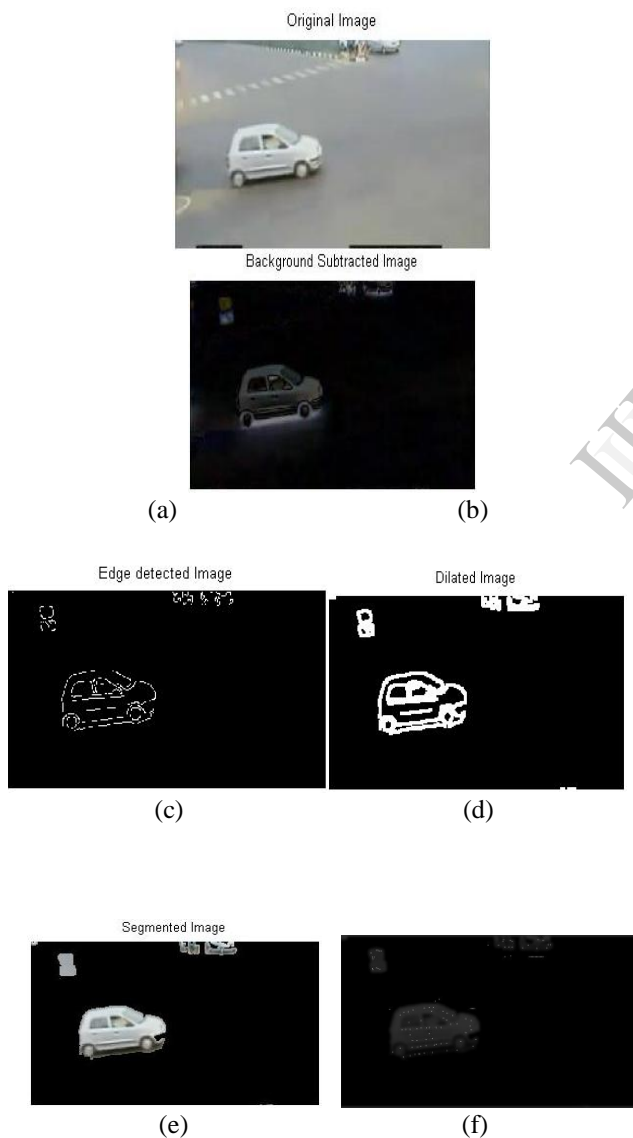 Original Image
Background Subtracted Image
(a) (b)
Edge detected Image Dilated Image
(c) (d)
Segmented Image
(e) (f)